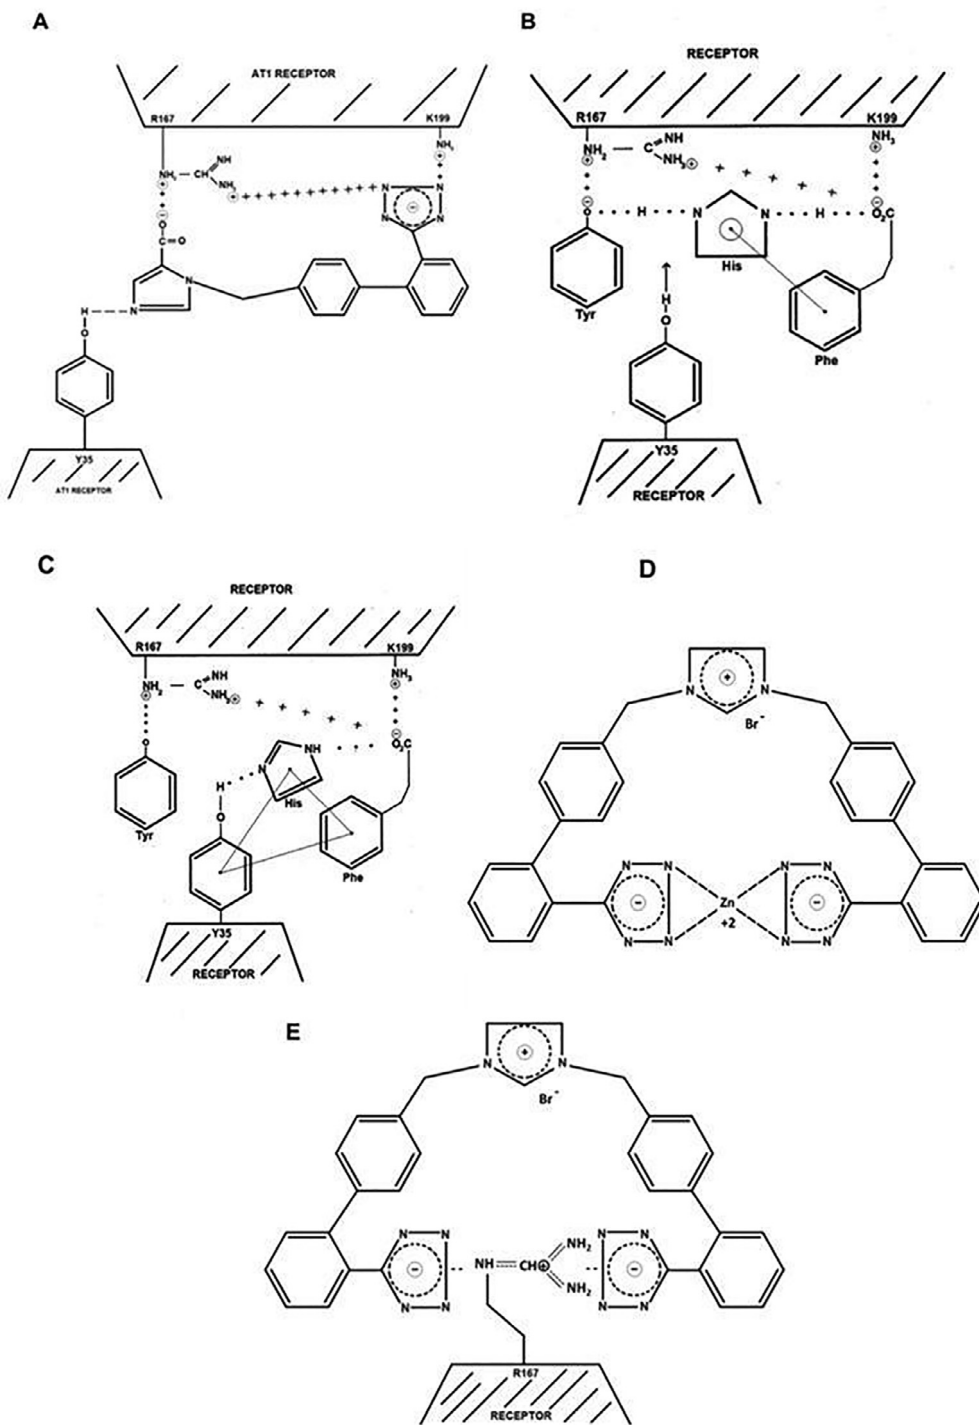 A
AT1 RECEPTOR
R167
K199
NH2 CH NH
NH2
NH3
⊕
⊕
⊕
⊖
O
C=O
N N
N N
⊖
N
N
H
O
Y35
AT1 RECEPTOR
B
RECEPTOR
R167
K199
NH2 — C NH
NH2⊕
NH3
⊕
⊕
⊖
O H N N H O2C
⊖
His
Tyr
H
O
Phe
Y35
RECEPTOR
C
RECEPTOR
R167
K199
NH2 — C NH
NH2⊕
NH3
⊕
⊕
⊖
O
NH O2C
N
H
His
O
Tyr
Phe
Y35
RECEPTOR
D
+
N N
Br-
N N N N
− Zn −
+2
N N N N
E
+
N N
Br-
N N NH2 N N
− NH CH⊕ −
N N NH2 N N
R167
RECEPTOR